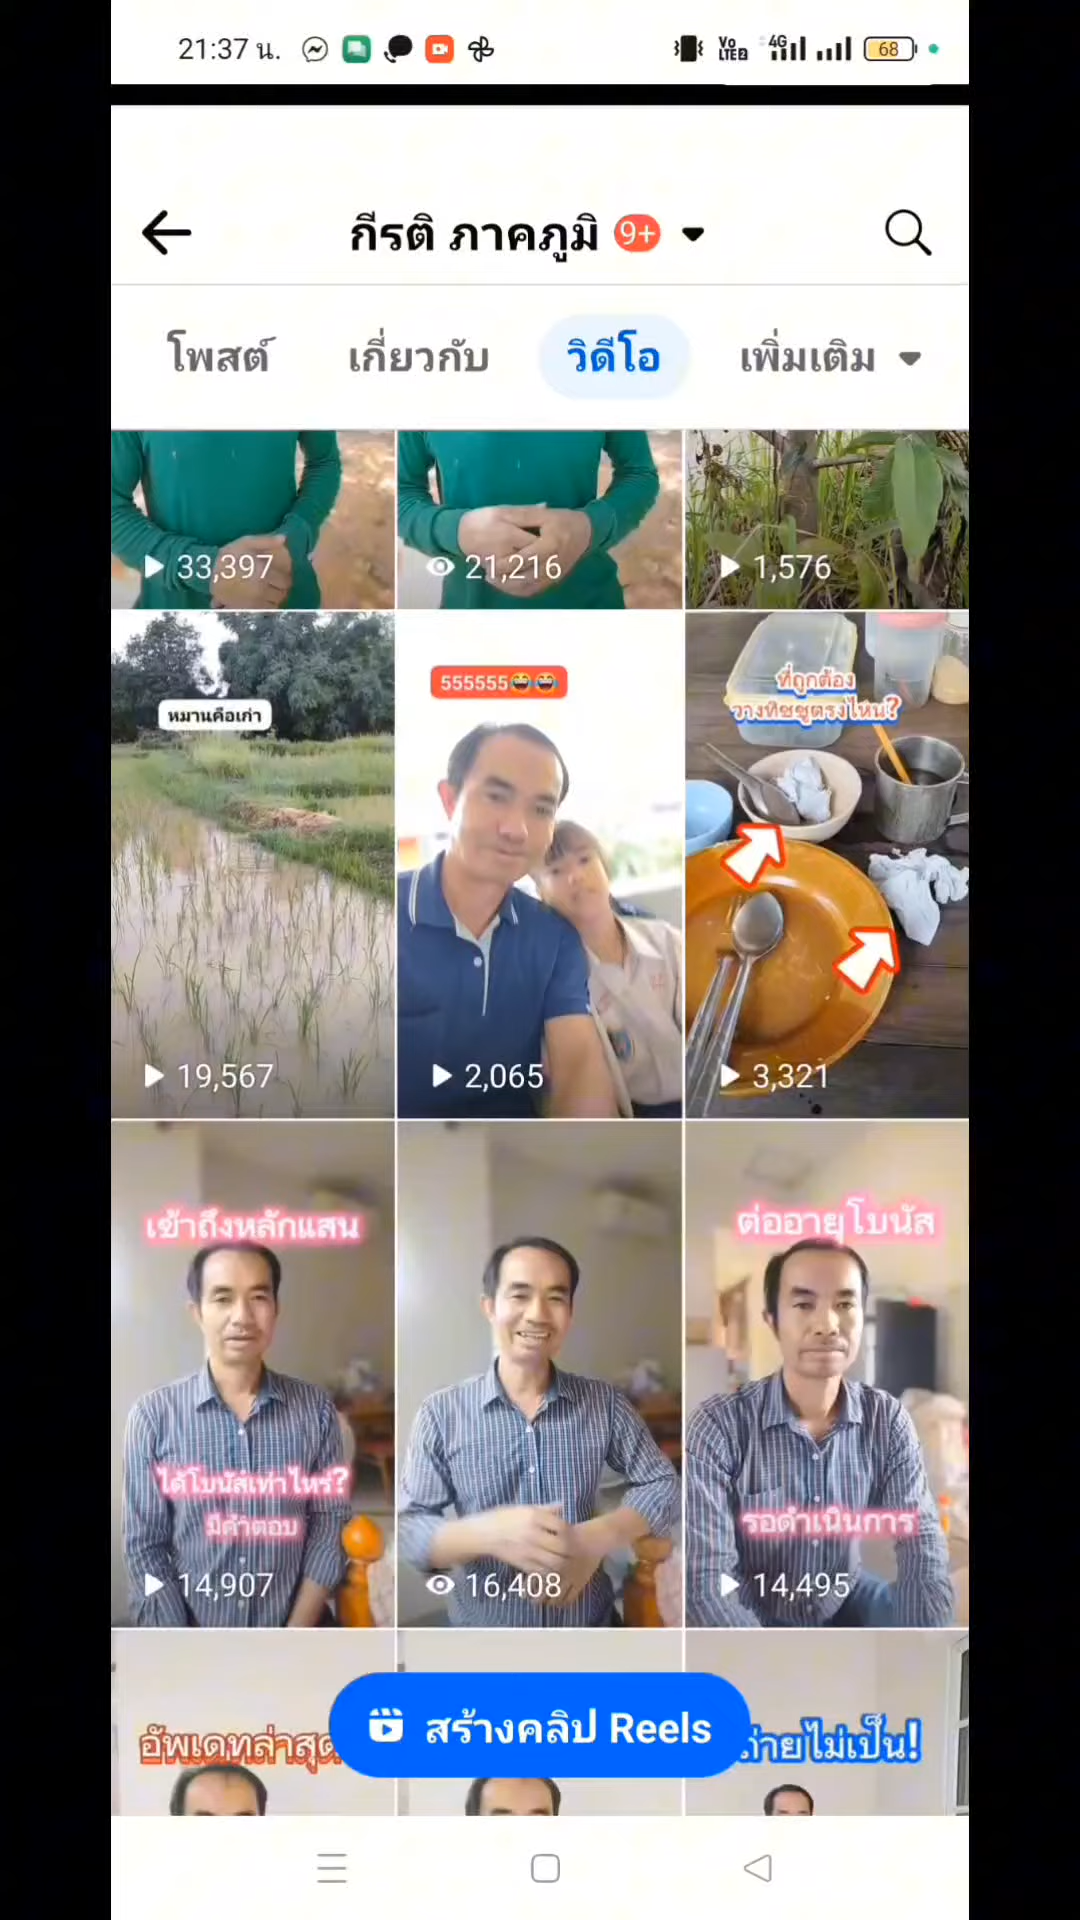 21:37 น.
Vo
LTE2
4G
68
กีรติ ภาคภูมิ 9+
โพสต์
เกี่ยวกับ
วิดีโอ
เพิ่มเติม
33,397
21,216
1,576
หมานคือเก่า
19,567
555555😂😂
2,065
ที่ถูกต้อง
วางทิชชูตรงไหน?
3,321
เข้าถึงหลักแสน
ได้โบนัสเท่าไหร่?
มีคำตอบ
14,907
16,408
ต่ออายุโบนัส
รอดำเนินการ
14,495
อัพเดทล่าสุด
ถ่ายไม่เป็น!
สร้างคลิป Reels